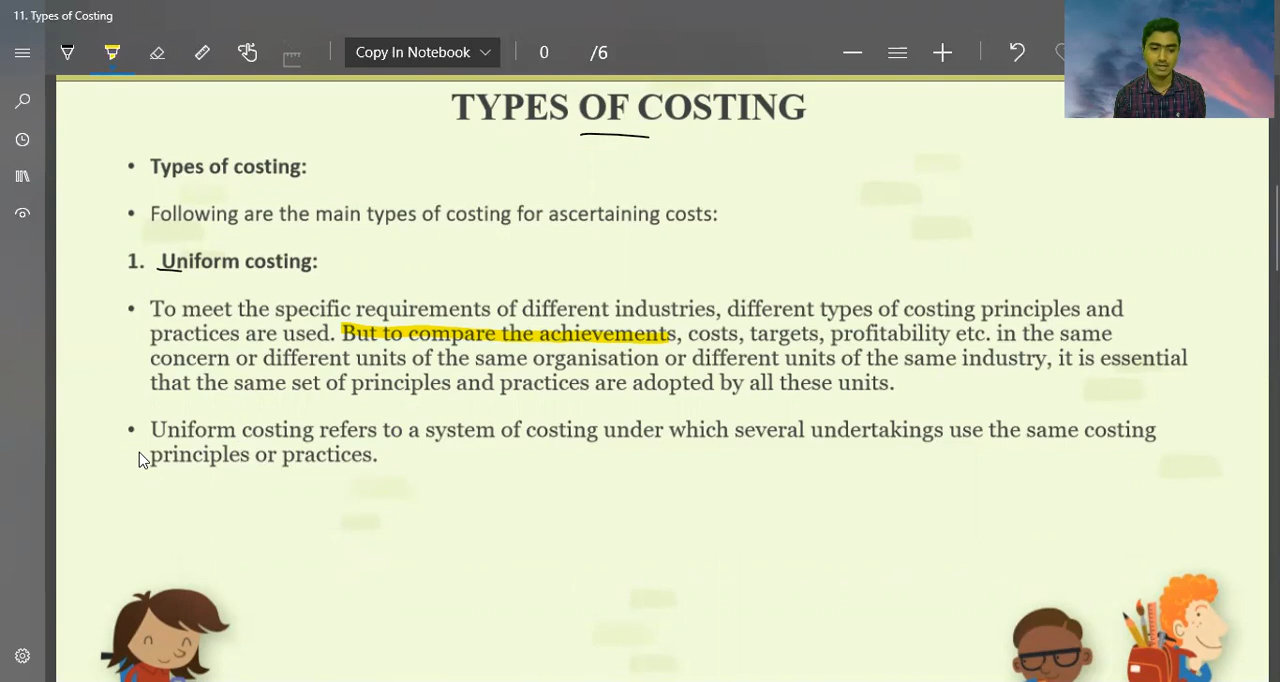 11. Types of Costing
Copy In Notebook
0
/6
TYPES OF COSTING
• Types of costing:
• Following are the main types of costing for ascertaining costs:
1. Uniform costing:
• To meet the specific requirements of different industries, different types of costing principles and
practices are used. But to compare the achievements, costs, targets, profitability etc. in the same
concern or different units of the same organisation or different units of the same industry, it is essential
that the same set of principles and practices are adopted by all these units.
• Uniform costing refers to a system of costing under which several undertakings use the same costing
principles or practices.